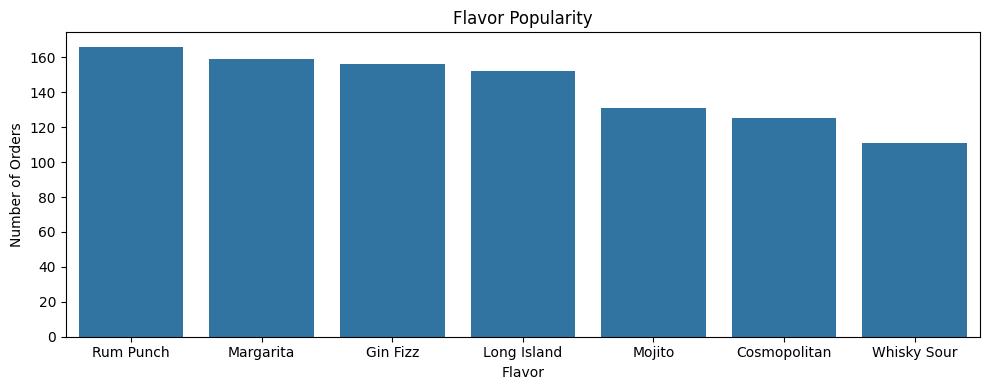 Flavor Popularity
Number of Orders
160
140
120
100
80
60
40
20
0
Rum Punch Margarita Gin Fizz Long Island Mojito Cosmopolitan Whisky Sour
Flavor